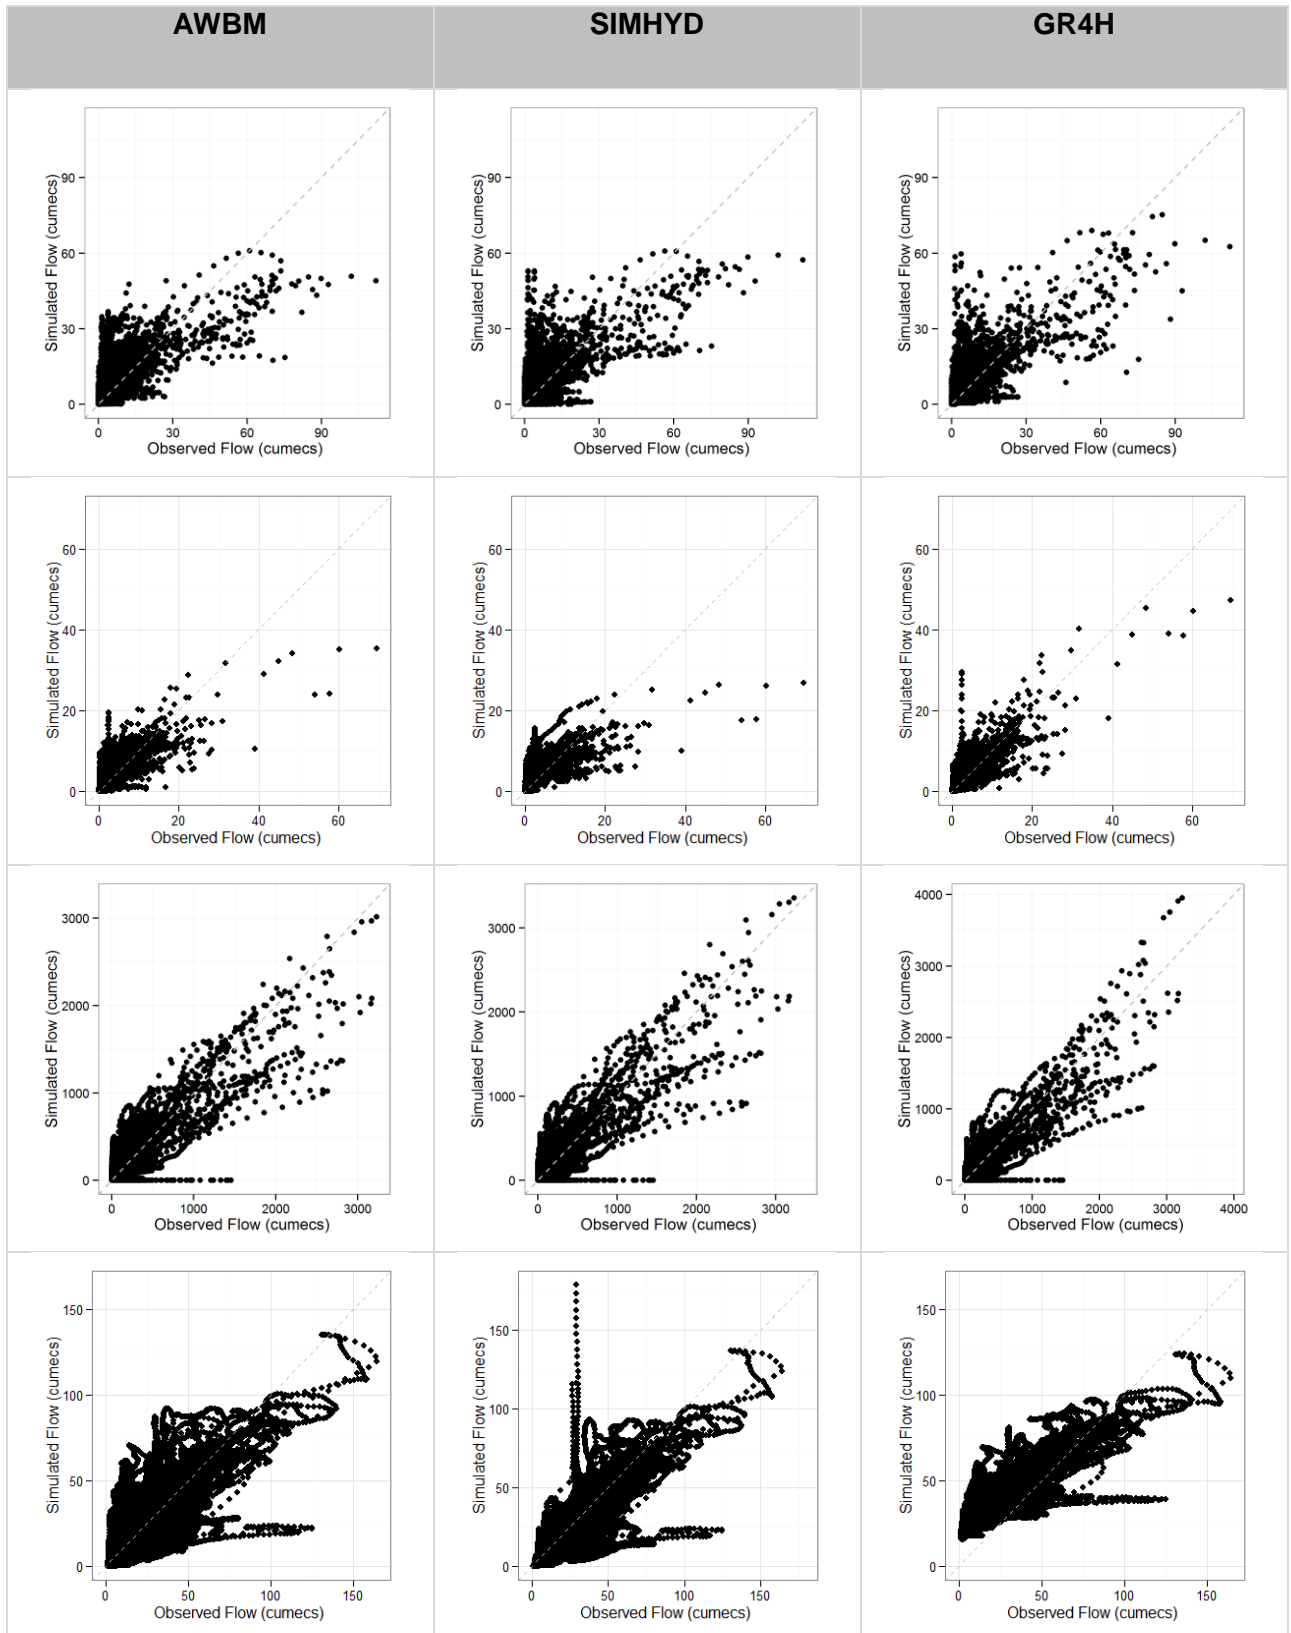 AWBM SIMHYD GR4H
Simulated Flow (cumecs)
90
60
30
0
0 30 60 90
Observed Flow (cumecs)
Simulated Flow (cumecs)
90
60
30
0
0 30 60 90
Observed Flow (cumecs)
Simulated Flow (cumecs)
90
60
30
0
0 30 60 90
Observed Flow (cumecs)
Simulated Flow (cumecs)
60
40
20
0
0 20 40 60
Observed Flow (cumecs)
Simulated Flow (cumecs)
60
40
20
0
0 20 40 60
Observed Flow (cumecs)
Simulated Flow (cumecs)
60
40
20
0
0 20 40 60
Observed Flow (cumecs)
Simulated Flow (cumecs)
3000
2000
1000
0
0 1000 2000 3000
Observed Flow (cumecs)
Simulated Flow (cumecs)
3000
2000
1000
0
0 1000 2000 3000
Observed Flow (cumecs)
Simulated Flow (cumecs)
4000
3000
2000
1000
0
0 1000 2000 3000 4000
Observed Flow (cumecs)
Simulated Flow (cumecs)
150
100
50
0
0 50 100 150
Observed Flow (cumecs)
Simulated Flow (cumecs)
150
100
50
0
0 50 100 150
Observed Flow (cumecs)
Simulated Flow (cumecs)
150
100
50
0
0 50 100 150
Observed Flow (cumecs)